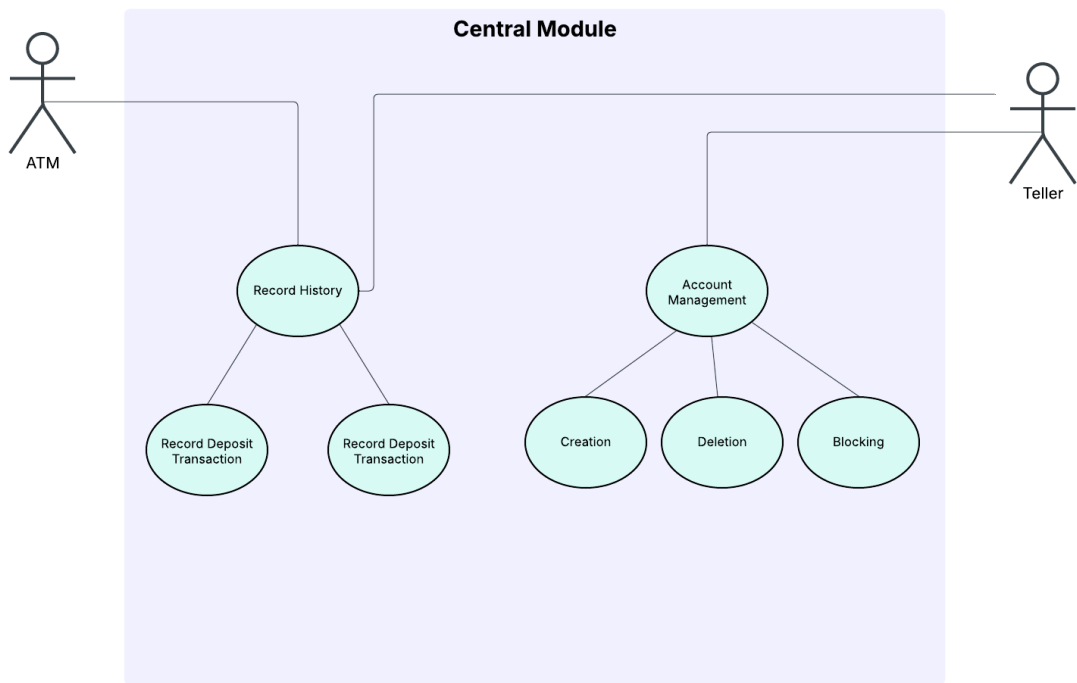 Central Module
ATM
Teller
Record History
Account
Management
Record Deposit
Transaction
Record Deposit
Transaction
Creation
Deletion
Blocking